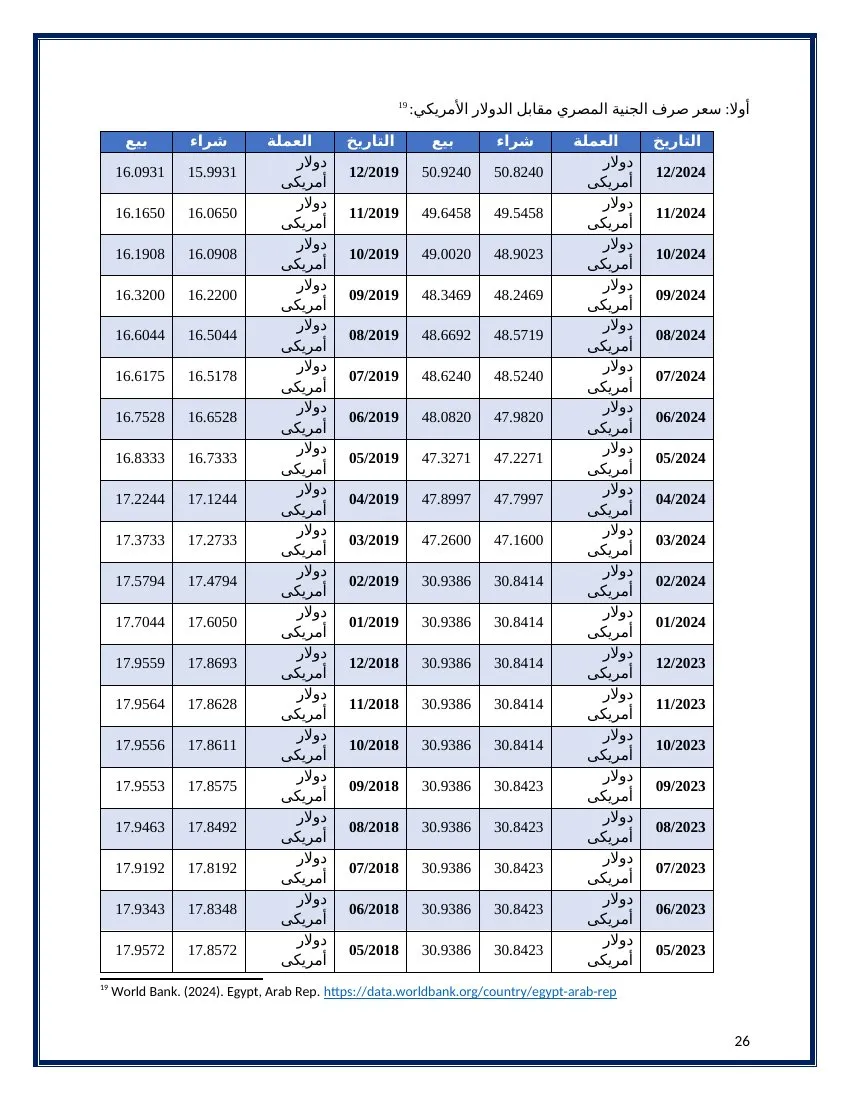 أولا: سعر صرف الجنية المصري مقابل الدولار الأمريكي: 19
التاريخ العملة شراء بيع التاريخ العملة شراء بيع
12/2024 دولار أمريكى 50.8240 50.9240 12/2019 دولار أمريكى 15.9931 16.0931
11/2024 دولار أمريكى 49.5458 49.6458 11/2019 دولار أمريكى 16.0650 16.1650
10/2024 دولار أمريكى 48.9023 49.0020 10/2019 دولار أمريكى 16.0908 16.1908
09/2024 دولار أمريكى 48.2469 48.3469 09/2019 دولار أمريكى 16.2200 16.3200
08/2024 دولار أمريكى 48.5719 48.6692 08/2019 دولار أمريكى 16.5044 16.6044
07/2024 دولار أمريكى 48.5240 48.6240 07/2019 دولار أمريكى 16.5178 16.6175
06/2024 دولار أمريكى 47.9820 48.0820 06/2019 دولار أمريكى 16.6528 16.7528
05/2024 دولار أمريكى 47.2271 47.3271 05/2019 دولار أمريكى 16.7333 16.8333
04/2024 دولار أمريكى 47.7997 47.8997 04/2019 دولار أمريكى 17.1244 17.2244
03/2024 دولار أمريكى 47.1600 47.2600 03/2019 دولار أمريكى 17.2733 17.3733
02/2024 دولار أمريكى 30.8414 30.9386 02/2019 دولار أمريكى 17.4794 17.5794
01/2024 دولار أمريكى 30.8414 30.9386 01/2019 دولار أمريكى 17.6050 17.7044
12/2023 دولار أمريكى 30.8414 30.9386 12/2018 دولار أمريكى 17.8693 17.9559
11/2023 دولار أمريكى 30.8414 30.9386 11/2018 دولار أمريكى 17.8628 17.9564
10/2023 دولار أمريكى 30.8414 30.9386 10/2018 دولار أمريكى 17.8611 17.9556
09/2023 دولار أمريكى 30.8423 30.9386 09/2018 دولار أمريكى 17.8575 17.9553
08/2023 دولار أمريكى 30.8423 30.9386 08/2018 دولار أمريكى 17.8492 17.9463
07/2023 دولار أمريكى 30.8423 30.9386 07/2018 دولار أمريكى 17.8192 17.9192
06/2023 دولار أمريكى 30.8423 30.9386 06/2018 دولار أمريكى 17.8348 17.9343
05/2023 دولار أمريكى 30.8423 30.9386 05/2018 دولار أمريكى 17.8572 17.9572
19 World Bank. (2024). Egypt, Arab Rep. https://data.worldbank.org/country/egypt-arab-rep
26